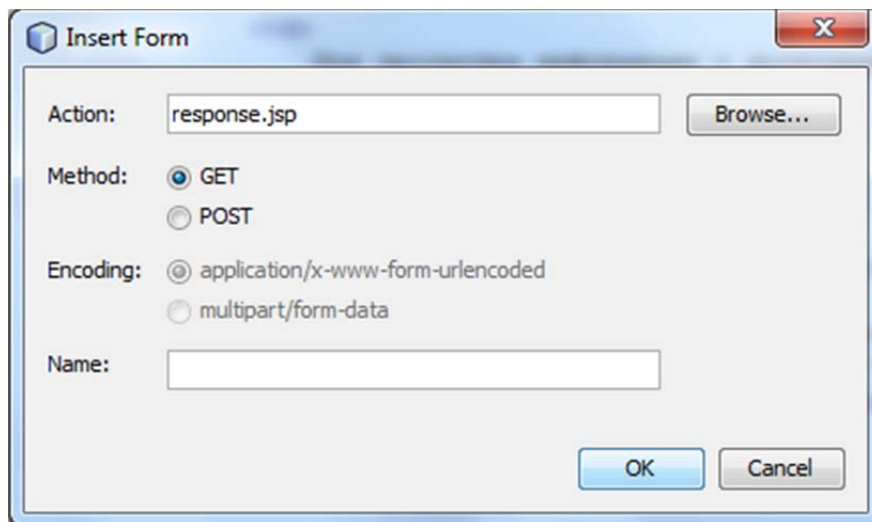 Insert Form
Action: response.jsp Browse...
Method: GET
POST
Encoding: application/x-www-form-urlencoded
multipart/form-data
Name:
OK Cancel